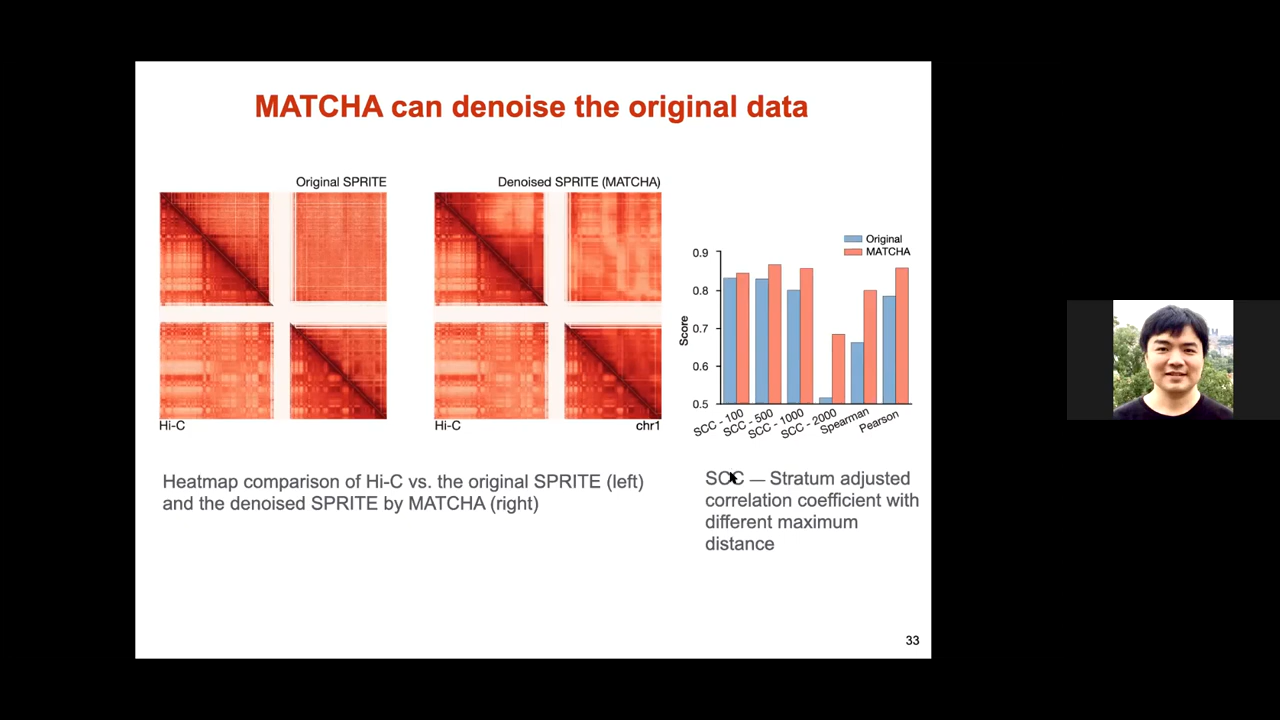 MATCHA can denoise the original data
Original SPRITE
Denoised SPRITE (MATCHA)
Hi-C
Hi-C
chr1
Original
MATCHA
0.9
0.8
0.7
0.6
0.5
Score
SCC - 100
SCC - 500
SCC - 1000
SCC - 2000
Spearman
Pearson
Heatmap comparison of Hi-C vs. the original SPRITE (left)
and the denoised SPRITE by MATCHA (right)
SCC — Stratum adjusted
correlation coefficient with
different maximum
distance
33